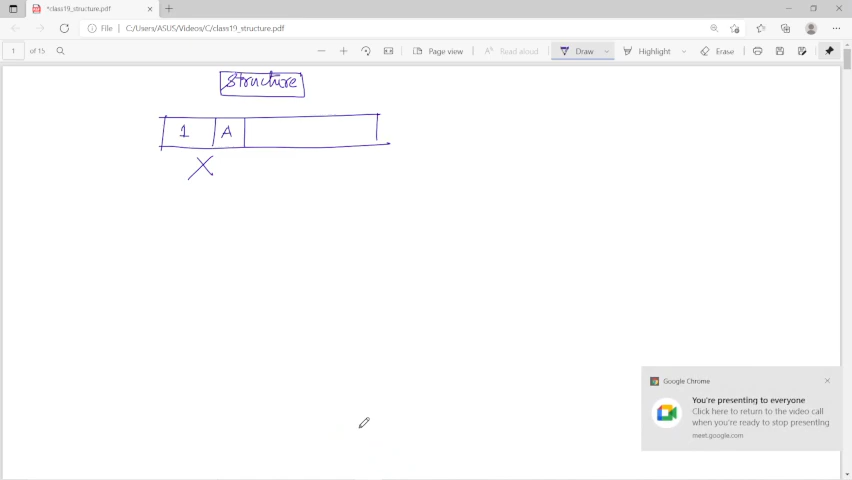 *class19_structure.pdf
File C:/Users/ASUS/Videos/C/class19_structure.pdf
1 of 15 Page view Read aloud Draw Highlight Erase
structure
1 A
X
Google Chrome
You're presenting to everyone
Click here to return to the video call
when you're ready to stop presenting
meet.google.com